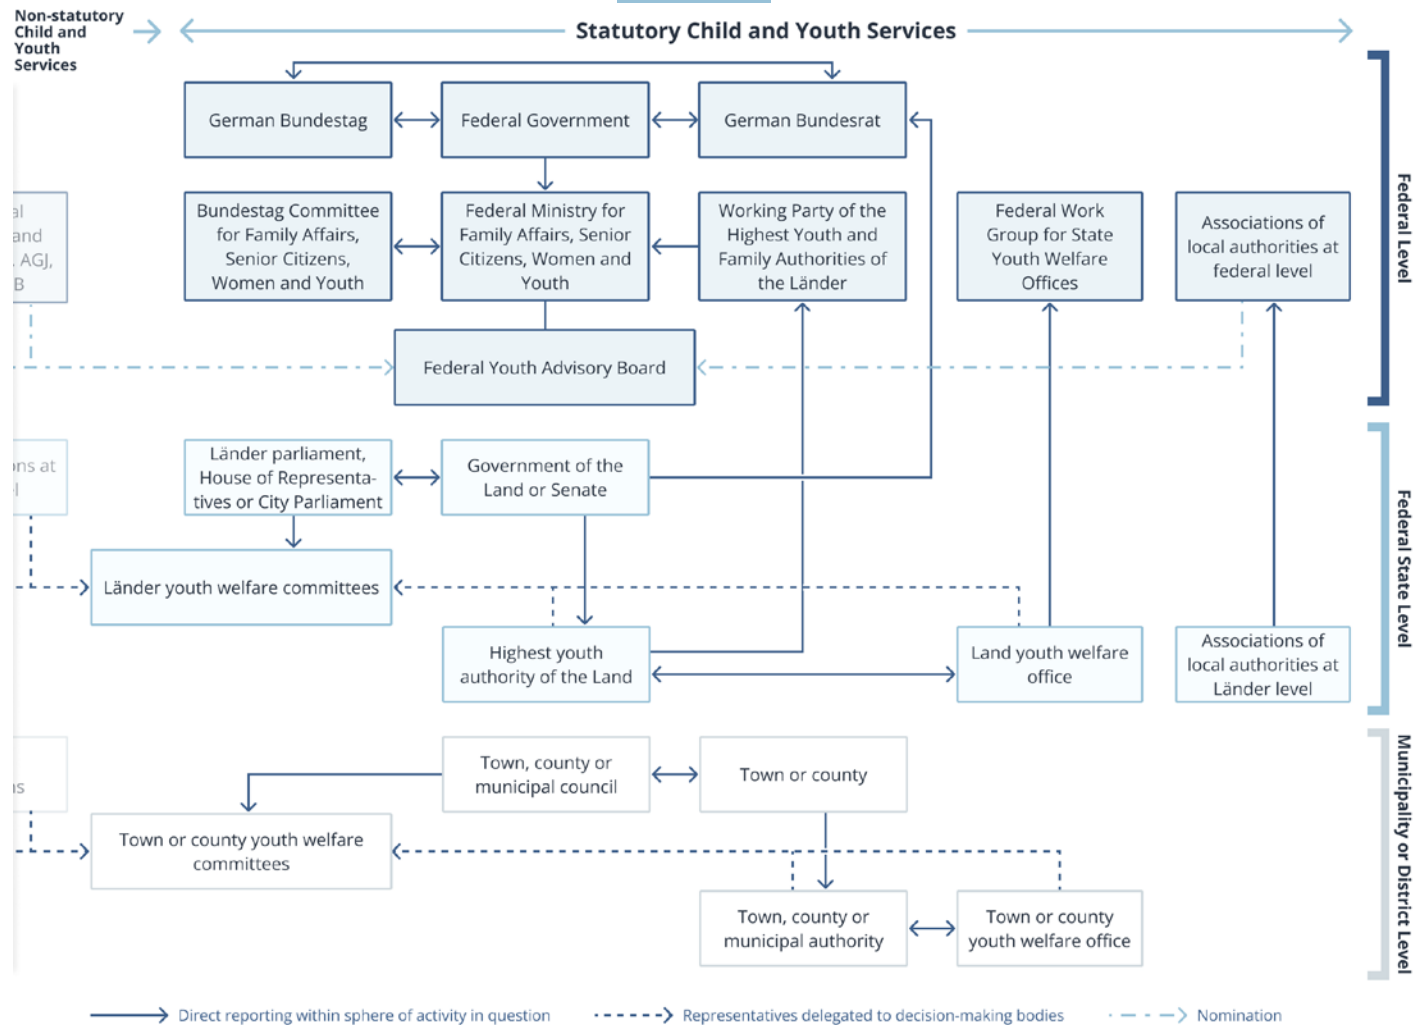 Non-statutory
Child and
Youth
Services
Statutory Child and Youth Services
German Bundestag
Federal Government
German Bundesrat
Bundestag Committee
for Family Affairs,
Senior Citizens,
Women and Youth
Federal Ministry for
Family Affairs, Senior
Citizens, Women and
Youth
Working Party of the
Highest Youth and
Family Authorities of
the Länder
Federal Work
Group for State
Youth Welfare
Offices
Associations of
local authorities at
federal level
al
and
. AGJ,
B
Federal Youth Advisory Board
Federal Level
ons at
l
Länder parliament,
House of Representa-
tives or City Parliament
Government of the
Land or Senate
Länder youth welfare committees
Highest youth
authority of the Land
Land youth welfare
office
Associations of
local authorities at
Länder level
Federal State Level
Town, county or
municipal council
Town or county
ns
Town or county youth welfare
committees
Town, county or
municipal authority
Town or county
youth welfare office
Municipality or District Level
Direct reporting within sphere of activity in question
Representatives delegated to decision-making bodies
Nomination